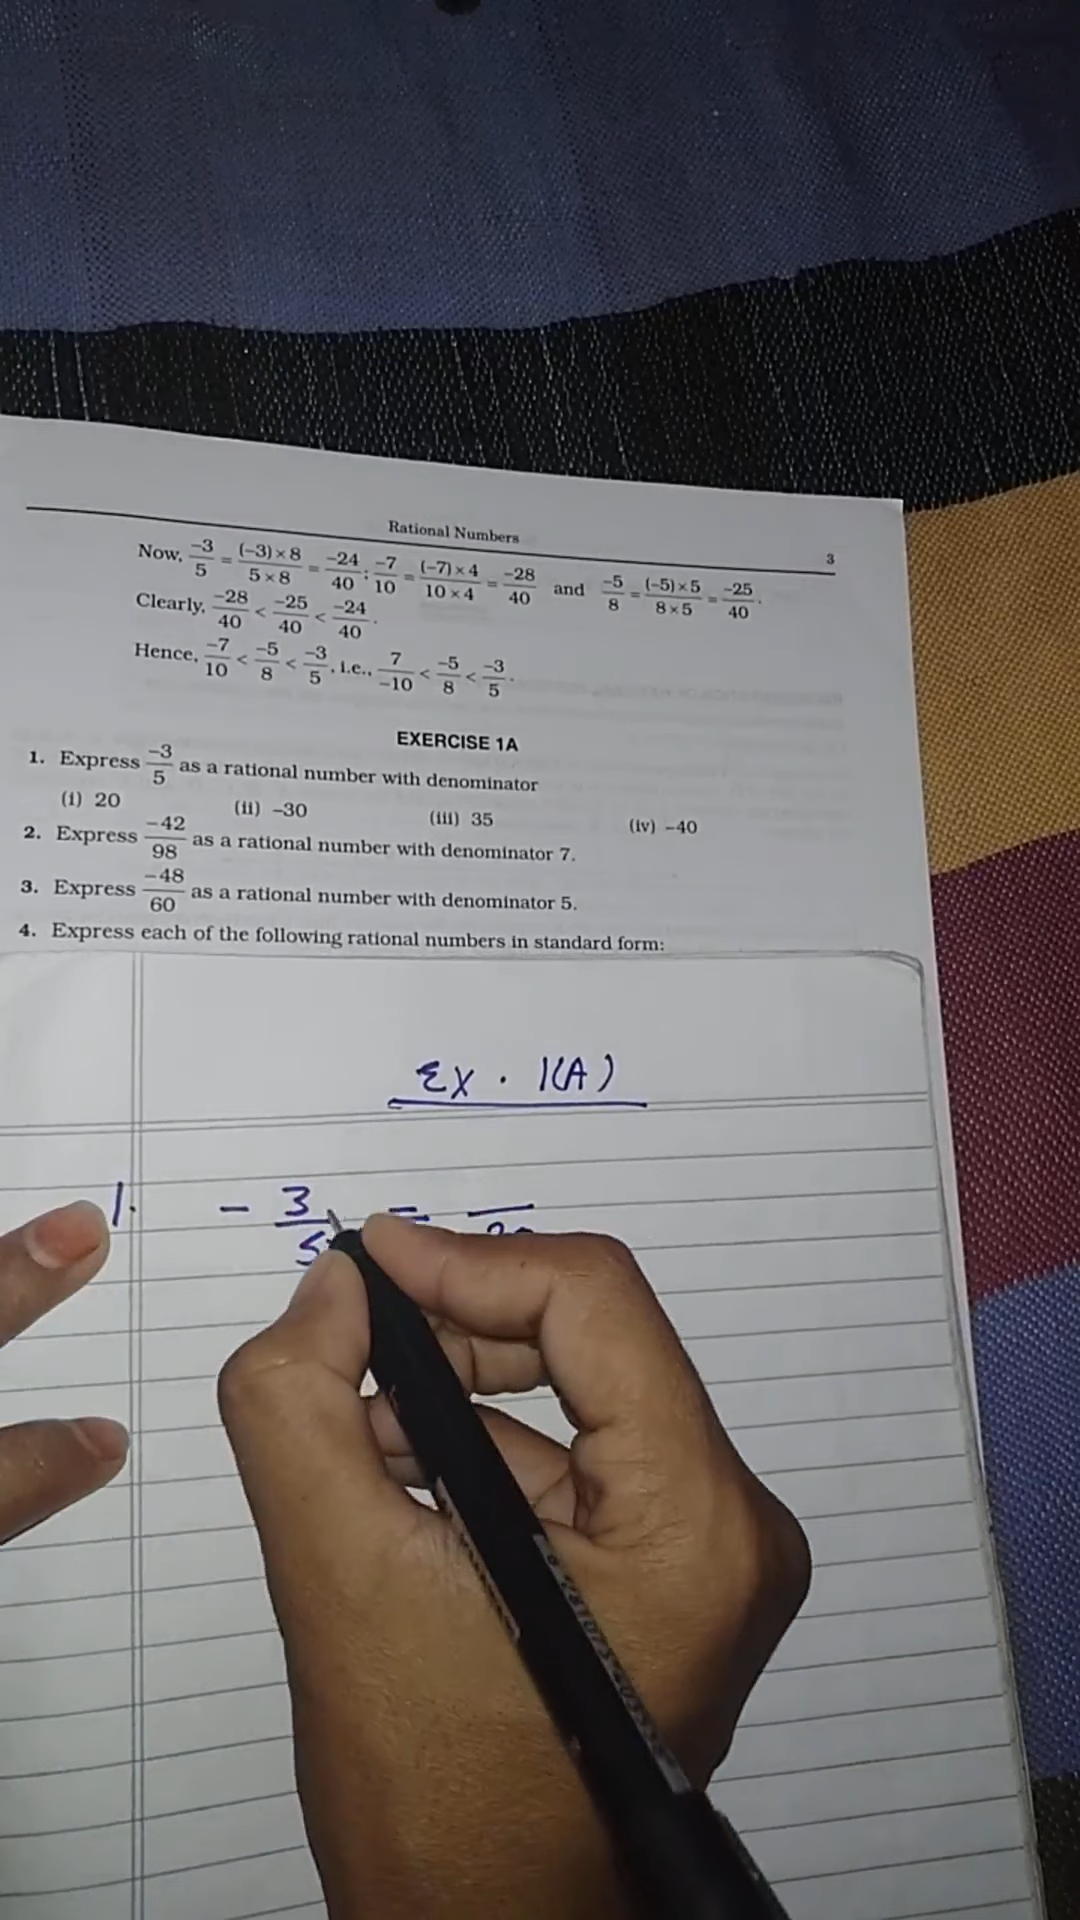 Rational Numbers 3
Now, -3/5 = (-3)×8/5×8 = -24/40; -7/10 = (-7)×4/10×4 = -28/40 and -5/8 = (-5)×5/8×5 = -25/40.
Clearly, -28/40 < -25/40 < -24/40.
Hence, -7/10 < -5/8 < -3/5, i.e., 7/-10 < -5/8 < -3/5.
EXERCISE 1A
1. Express -3/5 as a rational number with denominator
(i) 20 (ii) -30 (iii) 35 (iv) -40
2. Express -42/98 as a rational number with denominator 7.
3. Express -48/60 as a rational number with denominator 5.
4. Express each of the following rational numbers in standard form:
Ex. 1(A)
1. - 3/5 =